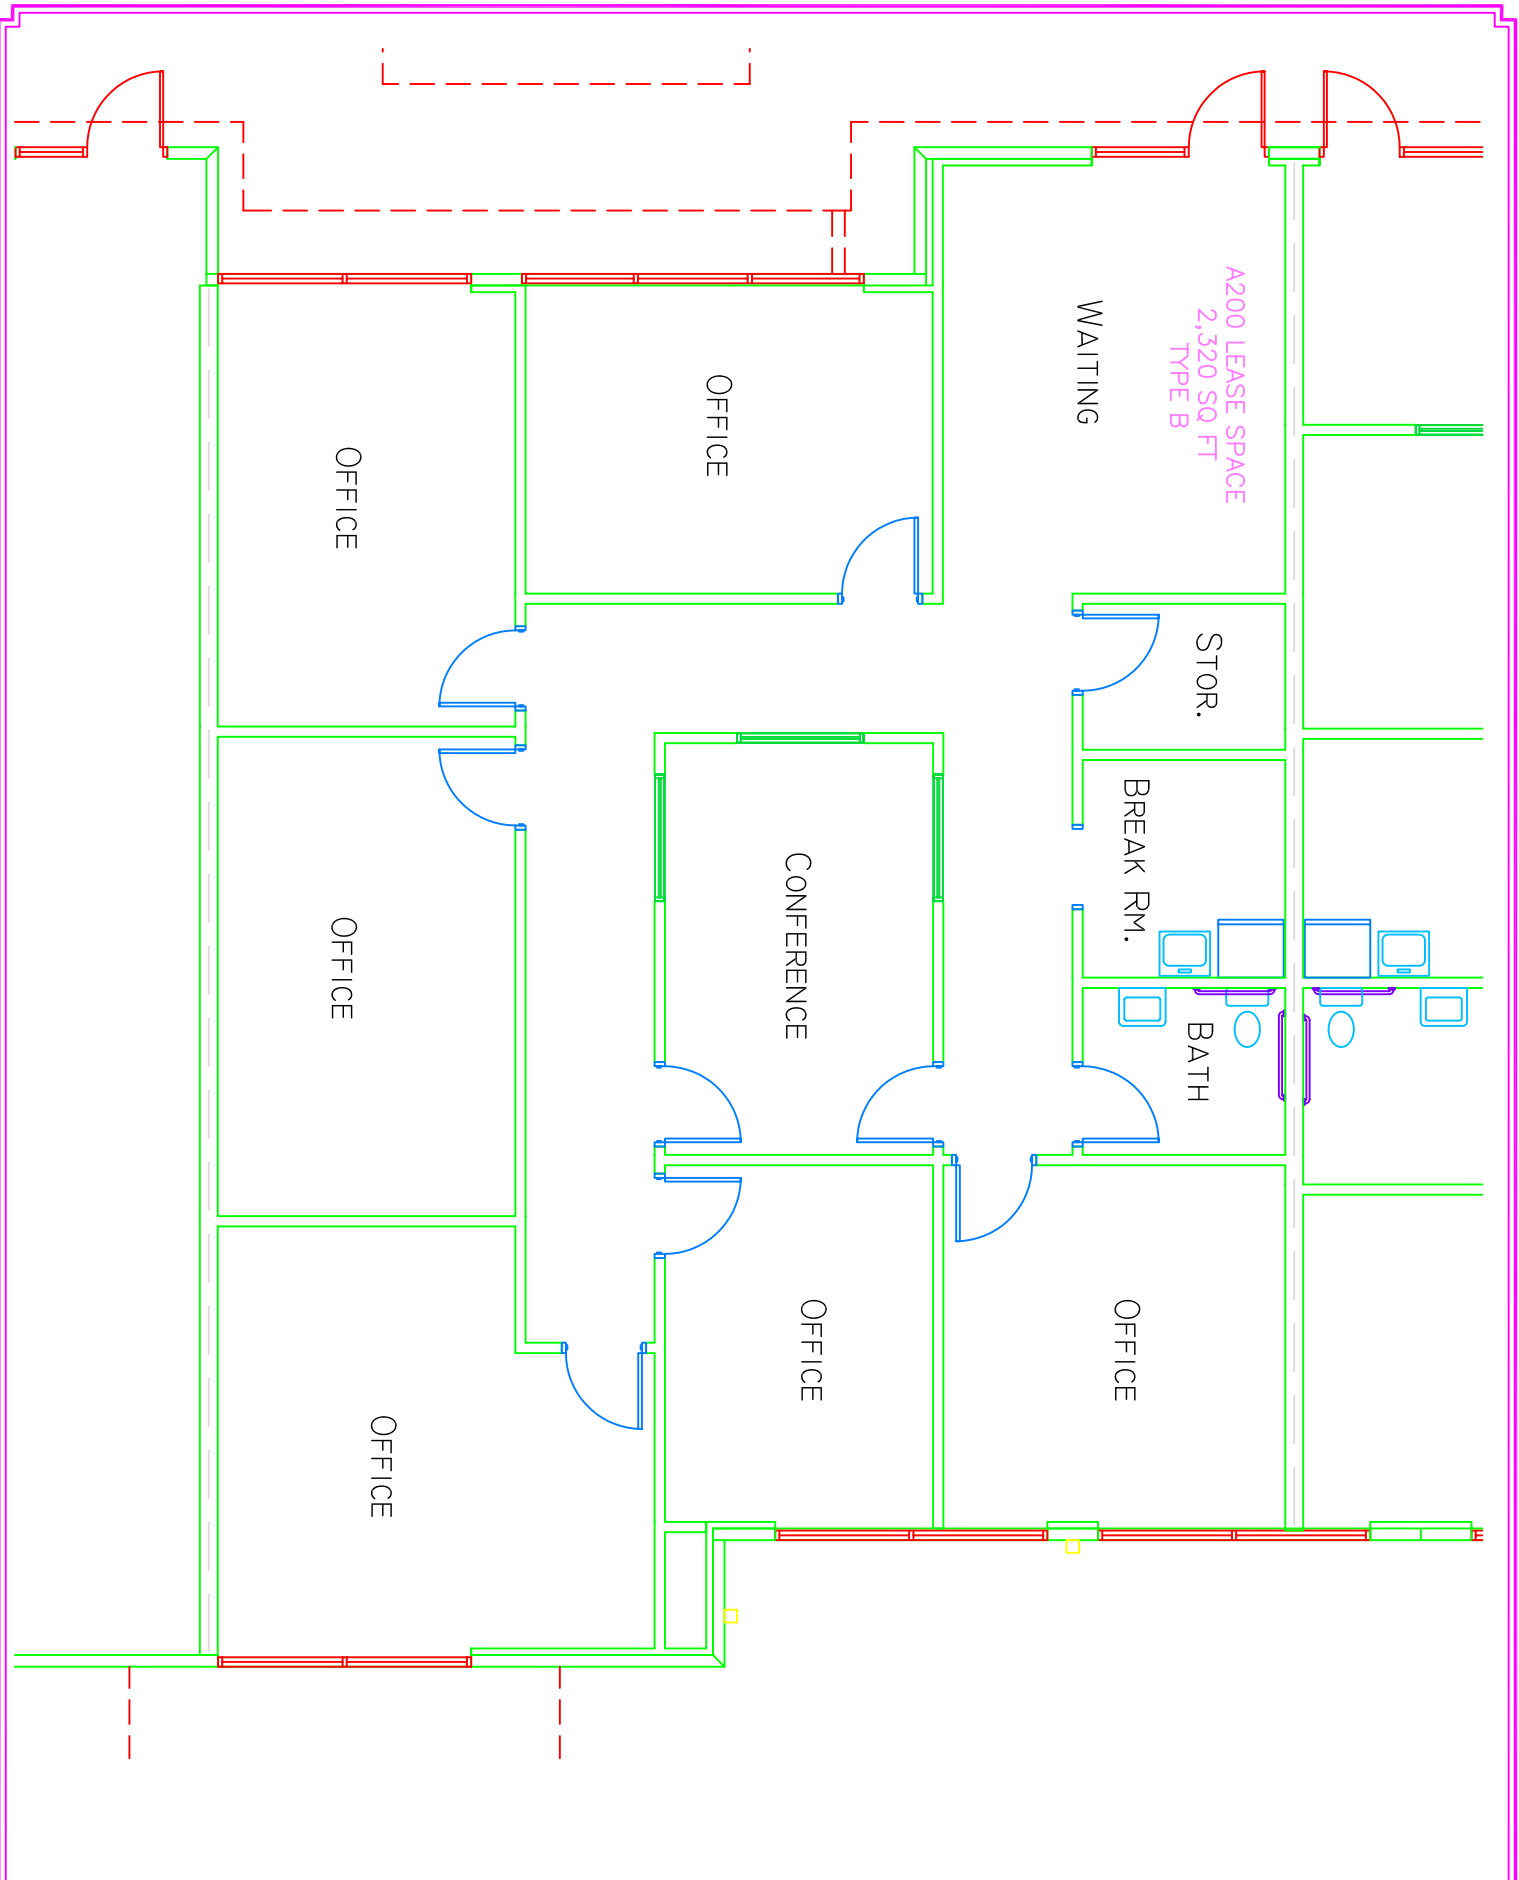 A200 LEASE SPACE
2,320 SQ FT
TYPE B
WAITING
STOR.
BREAK RM.
BATH
OFFICE
OFFICE
CONFERENCE
OFFICE
OFFICE
OFFICE
OFFICE